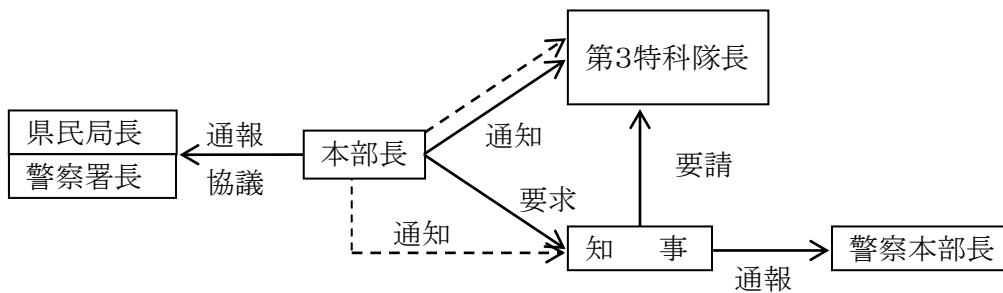 第3特科隊長
県民局長
通報
本部長
通知
警察署長
協議
要請
要求
通知
知　　事
警察本部長
通報